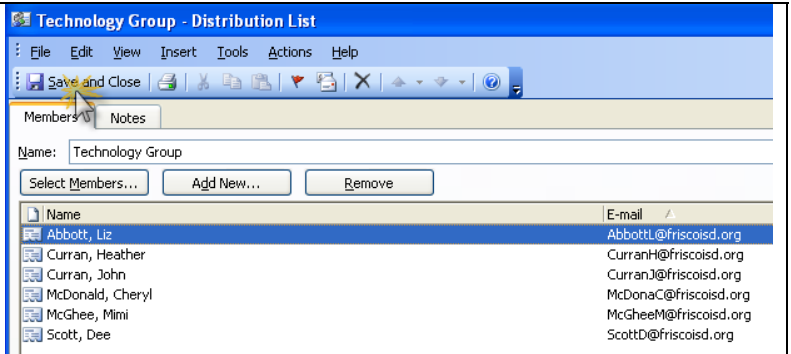 Technology Group - Distribution List
File Edit View Insert Tools Actions Help
Save and Close
Members Notes
Name: Technology Group
Select Members... Add New... Remove
Name E-mail
Abbott, Liz AbbottL@friscoisd.org
Curran, Heather CurranH@friscoisd.org
Curran, John CurranJ@friscoisd.org
McDonald, Cheryl McDonaC@friscoisd.org
McGhee, Mimi McGheeM@friscoisd.org
Scott, Dee ScottD@friscoisd.org